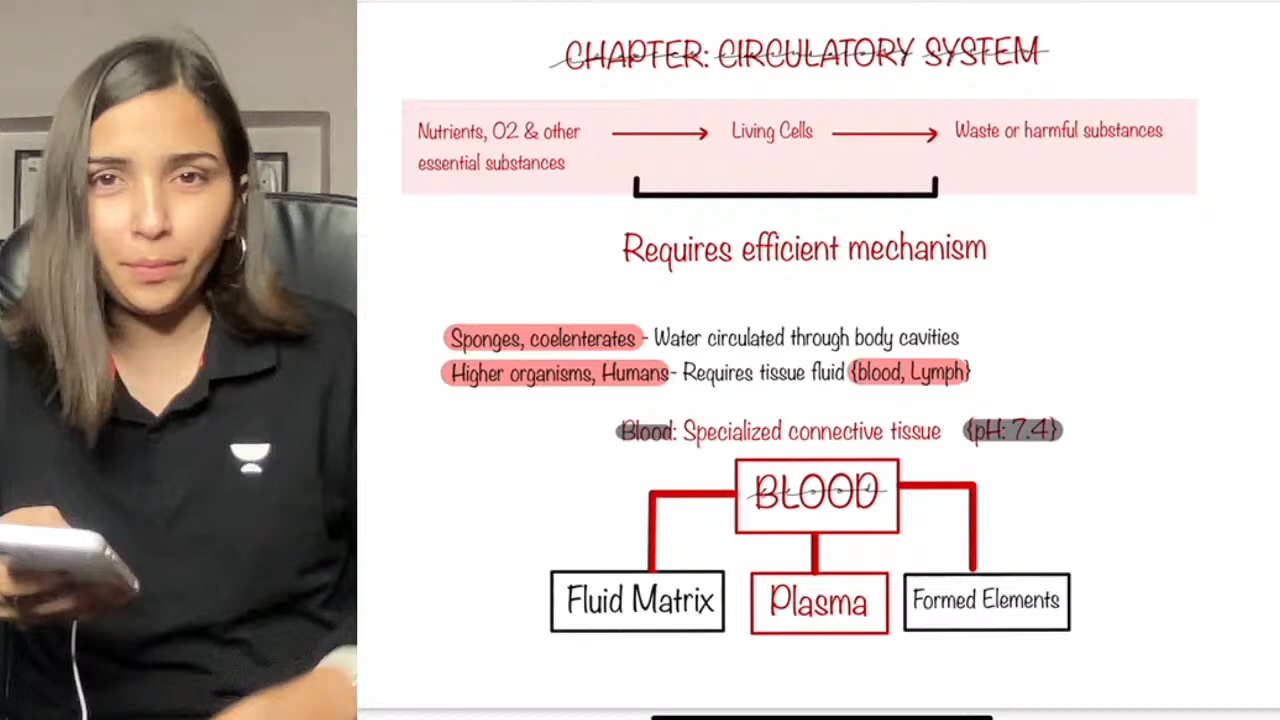 CHAPTER: CIRCULATORY SYSTEM
Nutrients, O2 & other
essential substances
Living Cells
Waste or harmful substances
Requires efficient mechanism
Sponges, coelenterates - Water circulated through body cavities
Higher organisms, Humans- Requires tissue fluid {blood, Lymph}
Blood: Specialized connective tissue {pH: 7.4}
BLOOD
Fluid Matrix
Plasma
Formed Elements